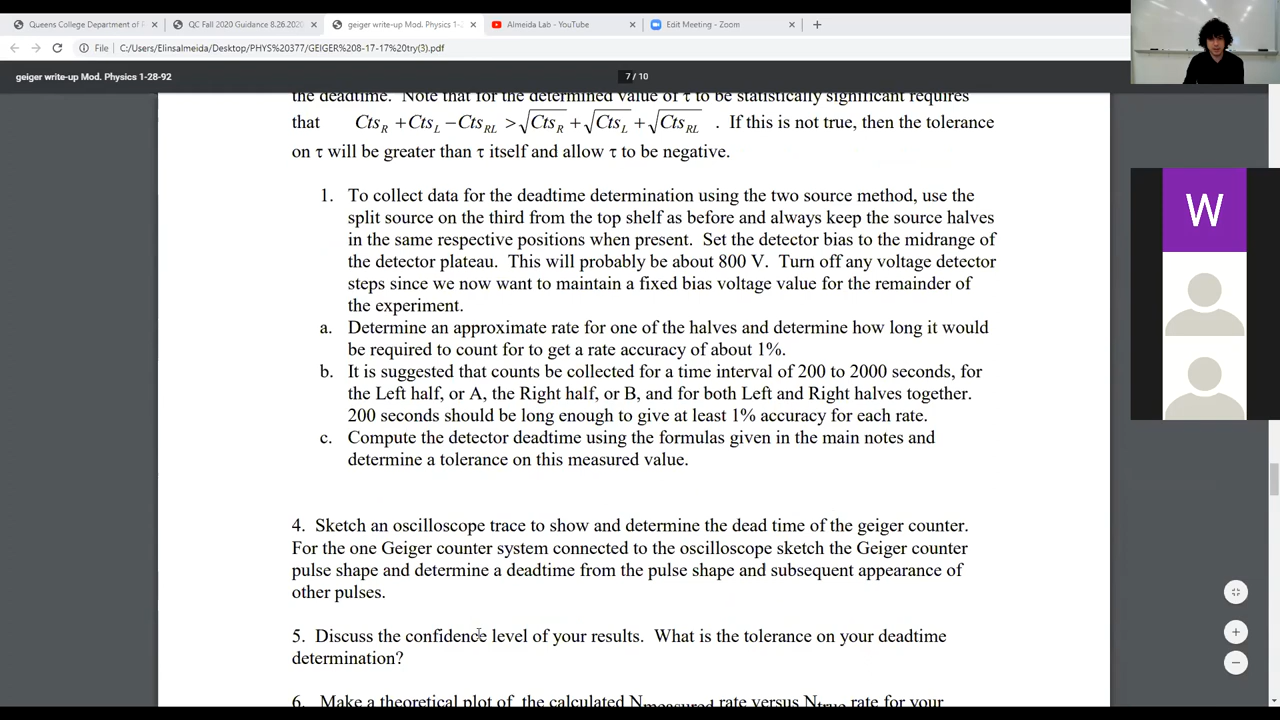 Queens College Department of P
QC Fall 2020 Guidance 8.26.2020
geiger write-up Mod. Physics 1-2
Almeida Lab - YouTube
Edit Meeting - Zoom
File
C:/Users/Elinsalmeida/Desktop/PHYS%20377/GEIGER%208-17-17%20try(3).pdf
geiger write-up Mod. Physics 1-28-92
7 / 10
the deadtime. Note that for the determined value of τ to be statistically significant requires
that Cts_R + Cts_L − Cts_RL > √Cts_R + √Cts_L + √Cts_RL . If this is not true, then the tolerance
on τ will be greater than τ itself and allow τ to be negative.
1. To collect data for the deadtime determination using the two source method, use the
split source on the third from the top shelf as before and always keep the source halves
in the same respective positions when present. Set the detector bias to the midrange of
the detector plateau. This will probably be about 800 V. Turn off any voltage detector
steps since we now want to maintain a fixed bias voltage value for the remainder of
the experiment.
a. Determine an approximate rate for one of the halves and determine how long it would
be required to count for to get a rate accuracy of about 1%.
b. It is suggested that counts be collected for a time interval of 200 to 2000 seconds, for
the Left half, or A, the Right half, or B, and for both Left and Right halves together.
200 seconds should be long enough to give at least 1% accuracy for each rate.
c. Compute the detector deadtime using the formulas given in the main notes and
determine a tolerance on this measured value.
4. Sketch an oscilloscope trace to show and determine the dead time of the geiger counter.
For the one Geiger counter system connected to the oscilloscope sketch the Geiger counter
pulse shape and determine a deadtime from the pulse shape and subsequent appearance of
other pulses.
5. Discuss the confidence level of your results. What is the tolerance on your deadtime
determination?
6. Make a theoretical plot of the calculated N_measured rate versus N_true rate for your
W